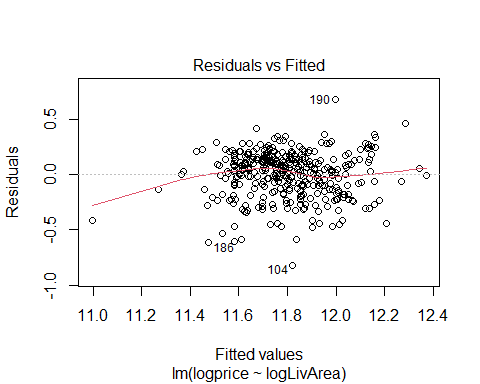 Residuals vs Fitted
Residuals
0.5
0.0
-0.5
-1.0
190
186
104
11.0 11.2 11.4 11.6 11.8 12.0 12.2 12.4
Fitted values
lm(logprice ~ logLivArea)